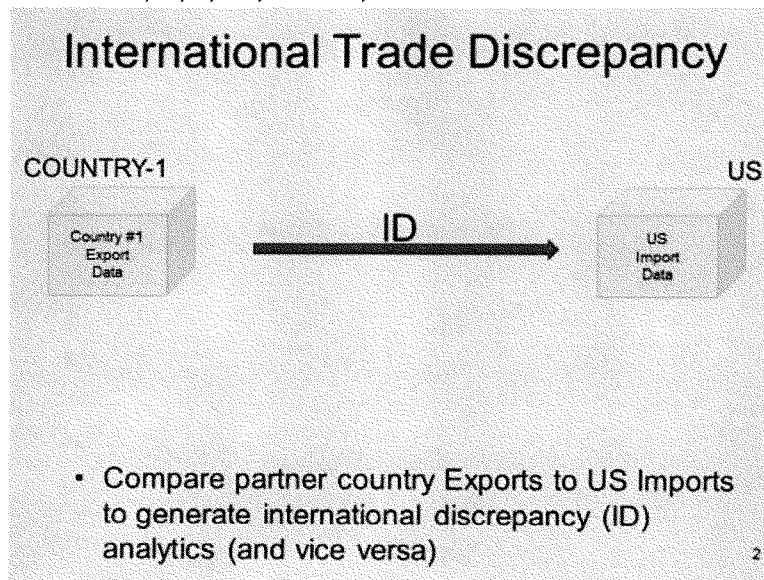 International Trade Discrepancy
COUNTRY-1
US
Country #1
Export
Data
ID
US
Import
Data
• Compare partner country Exports to US Imports
to generate international discrepancy (ID)
analytics (and vice versa)
2